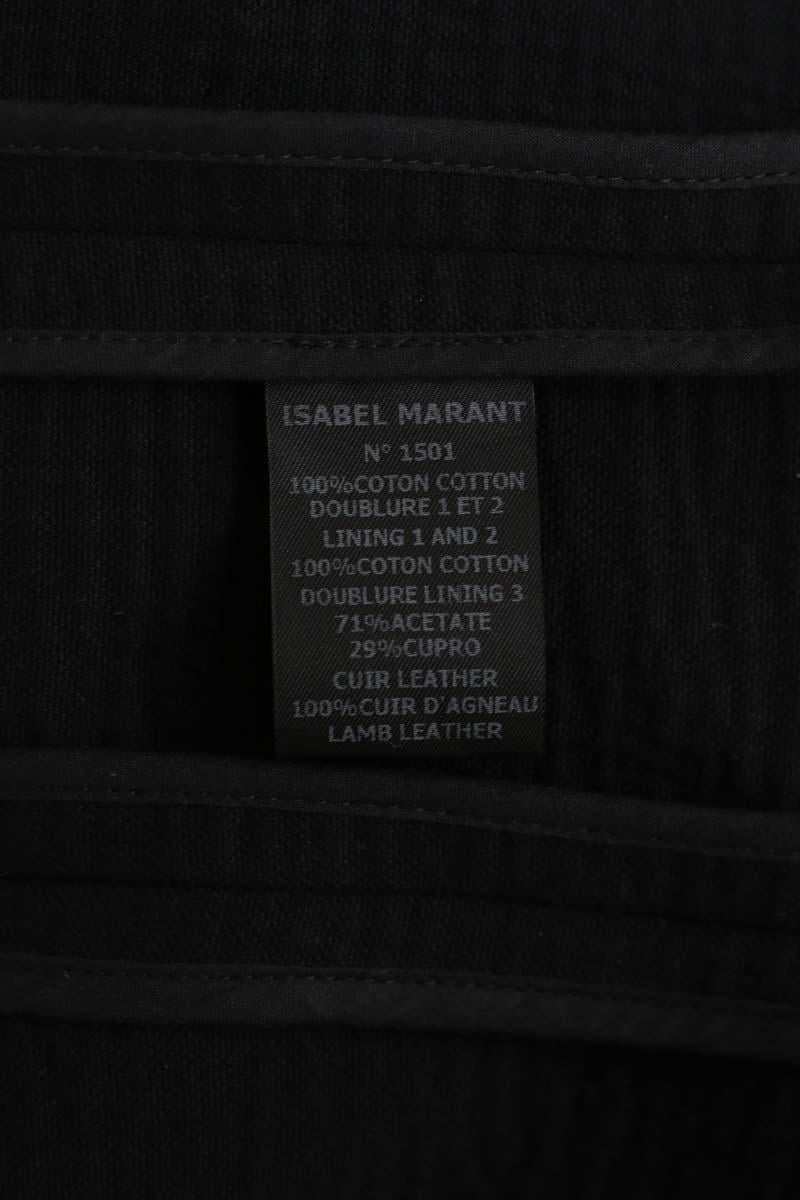 ISABEL MARANT
N° 1501
100%COTON COTTON
DOUBLURE 1 ET 2
LINING 1 AND 2
100%COTON COTTON
DOUBLURE LINING 3
71%ACETATE
29%CUPRO
CUIR LEATHER
100%CUIR D'AGNEAU
LAMB LEATHER